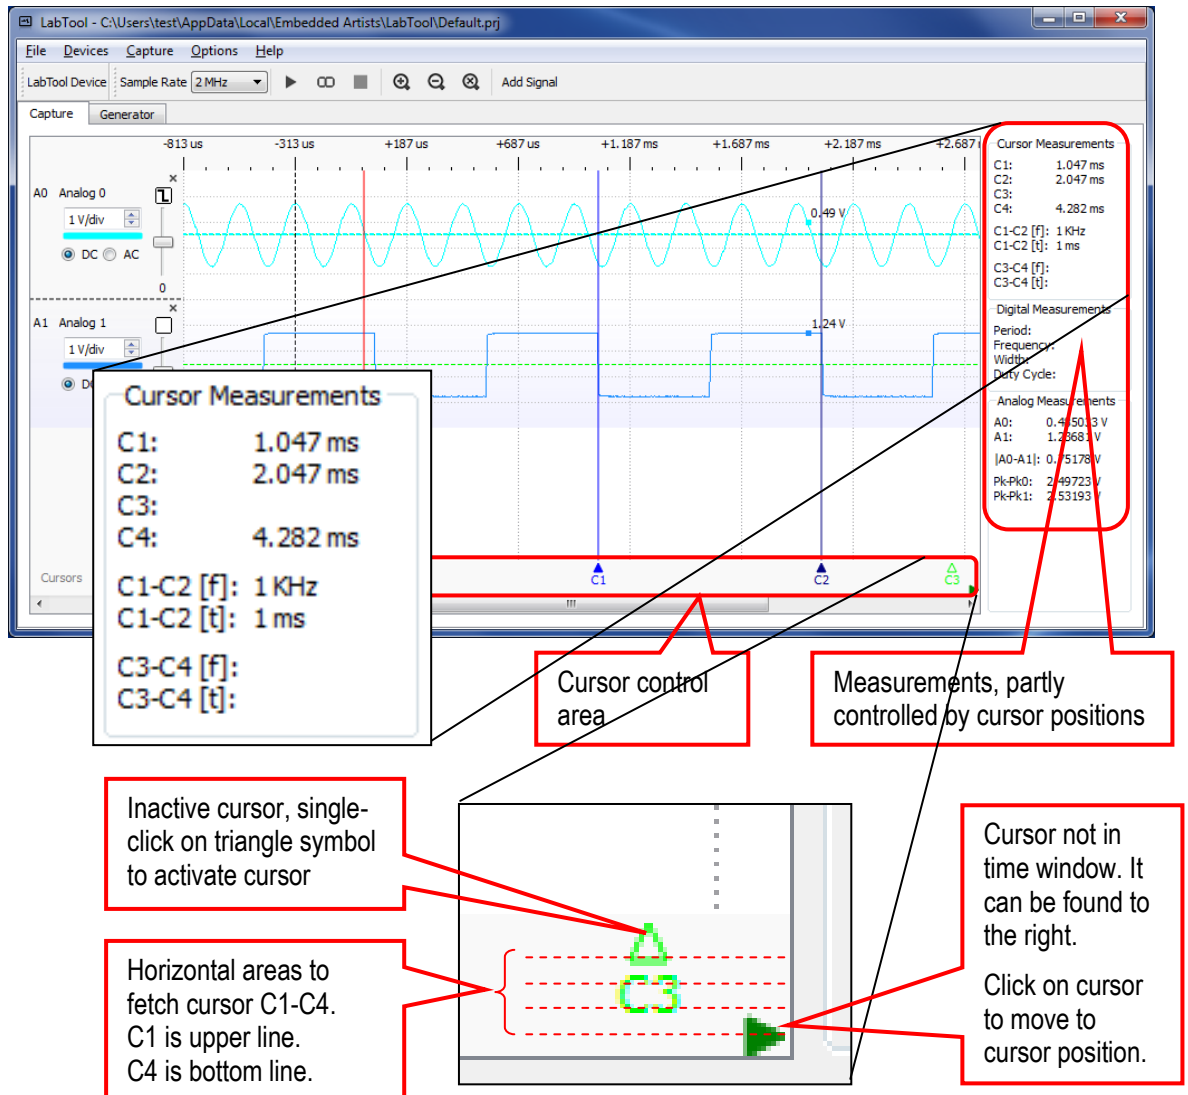 LabTool - C:\Users\test\AppData\Local\Embedded Artists\LabTool\Default.prj
File Devices Capture Options Help
LabTool Device Sample Rate 2 MHz Add Signal
Capture Generator
-813 us -313 us +187 us +687 us +1.187 ms +1.687 ms +2.187 ms +2.687
A0 Analog 0
1 V/div
DC AC
0
0.49 V
A1 Analog 1
1 V/div
1.24 V
Cursors
C1 C2 C3
Cursor Measurements
C1: 1.047 ms
C2: 2.047 ms
C3:
C4: 4.282 ms
C1-C2 [f]: 1 KHz
C1-C2 [t]: 1 ms
C3-C4 [f]:
C3-C4 [t]:
Digital Measurements
Period:
Frequency:
Width:
Duty Cycle:
Analog Measurements
A0:
A1:
|A0-A1|: 0.75178 V
Pk-Pk0: 2.49723 V
Pk-Pk1: 2.53193 V
Cursor Measurements
C1: 1.047 ms
C2: 2.047 ms
C3:
C4: 4.282 ms
C1-C2 [f]: 1 KHz
C1-C2 [t]: 1 ms
C3-C4 [f]:
C3-C4 [t]:
Cursor control
area
Measurements, partly
controlled by cursor positions
Inactive cursor, single-
click on triangle symbol
to activate cursor
Horizontal areas to
fetch cursor C1-C4.
C1 is upper line.
C4 is bottom line.
C3
Cursor not in
time window. It
can be found to
the right.
Click on cursor
to move to
cursor position.